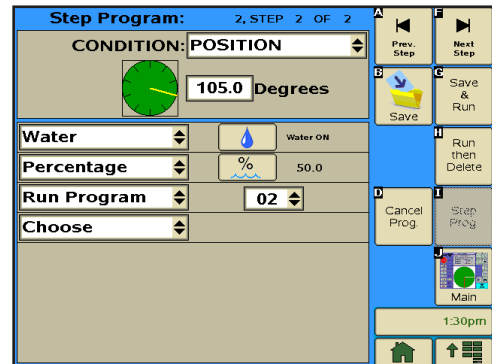 Step Program: 2, STEP 2 OF 2
CONDITION: POSITION
105.0 Degrees
Water Water ON
Percentage % 50.0
Run Program 02
Choose
A
Prev. Step
F
Next Step
B
Save
G
Save & Run
H
Run then Delete
D
Cancel Prog.
I
Step Prog
J
Main
1:30pm